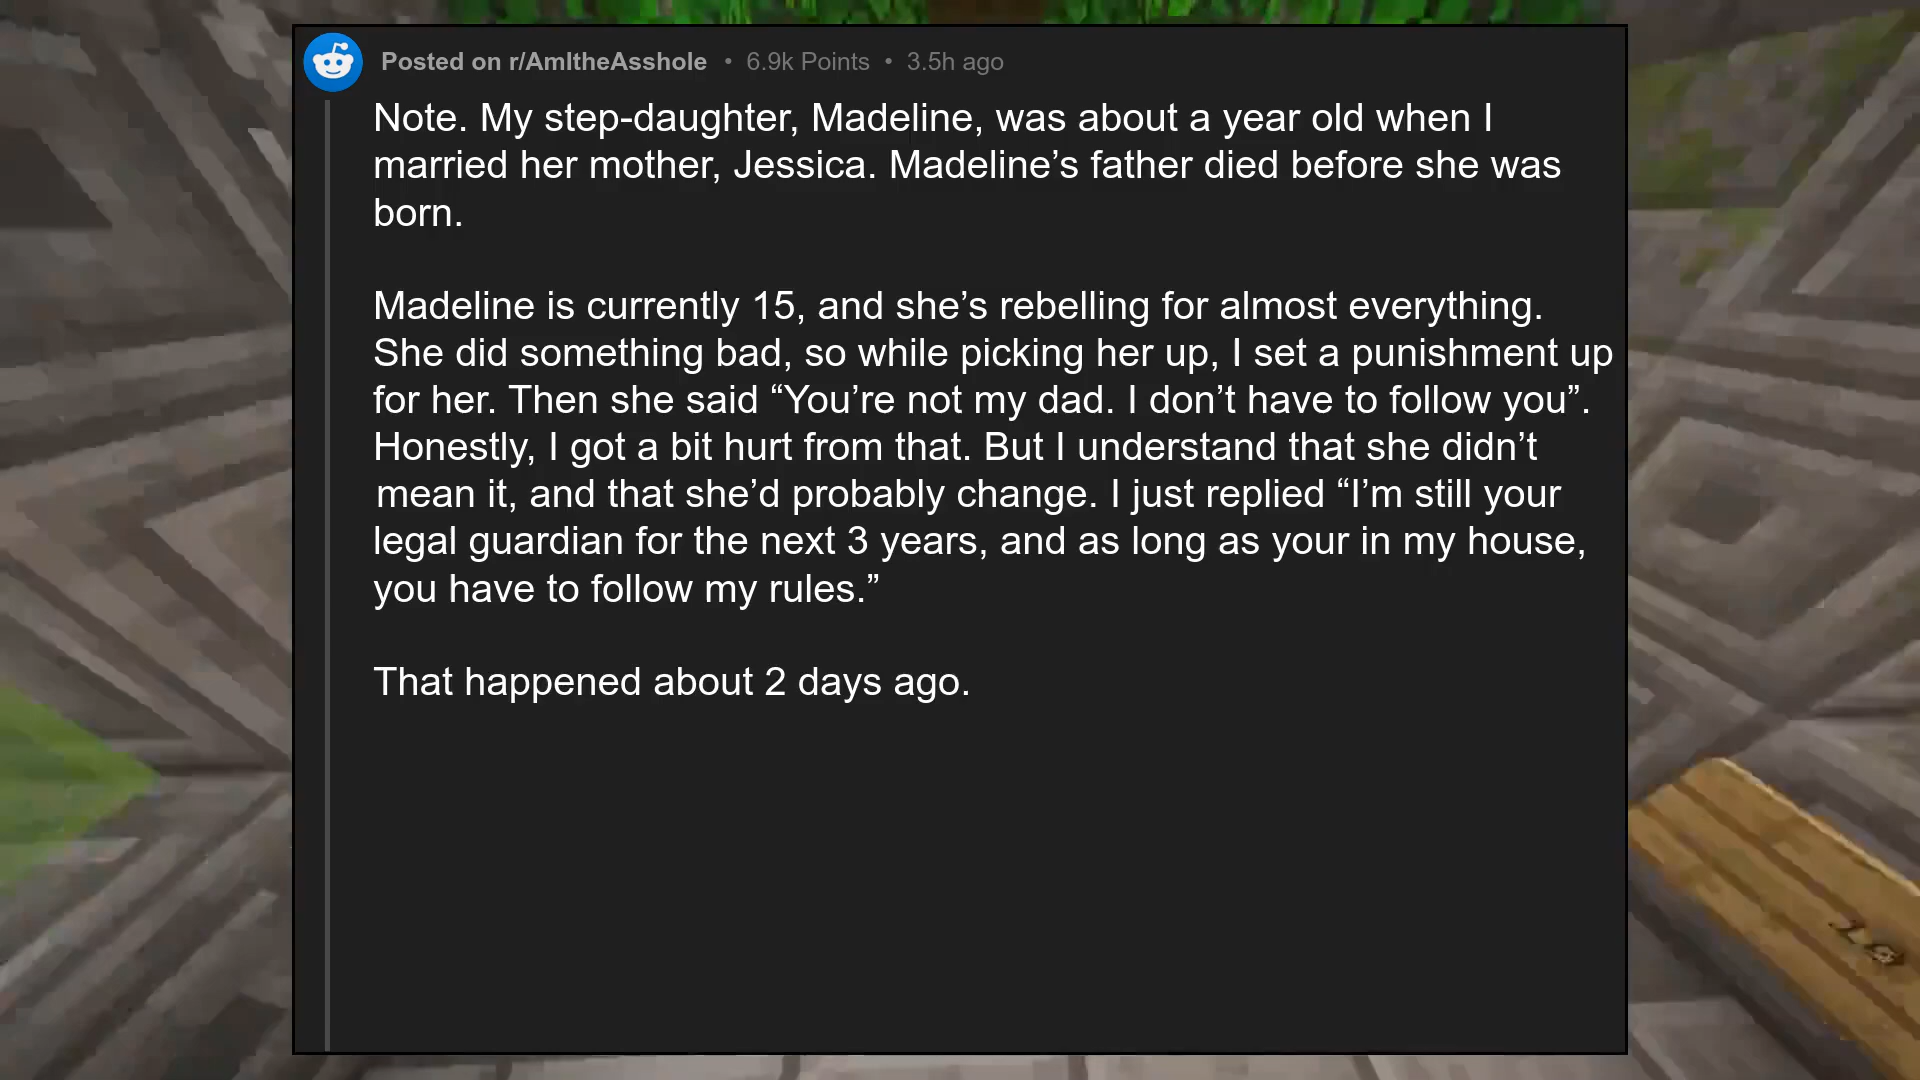 Posted on r/AmItheAsshole • 6.9k Points • 3.5h ago
Note. My step-daughter, Madeline, was about a year old when I
married her mother, Jessica. Madeline’s father died before she was
born.
Madeline is currently 15, and she’s rebelling for almost everything.
She did something bad, so while picking her up, I set a punishment up
for her. Then she said “You’re not my dad. I don’t have to follow you”.
Honestly, I got a bit hurt from that. But I understand that she didn’t
mean it, and that she’d probably change. I just replied “I’m still your
legal guardian for the next 3 years, and as long as your in my house,
you have to follow my rules.”
That happened about 2 days ago.